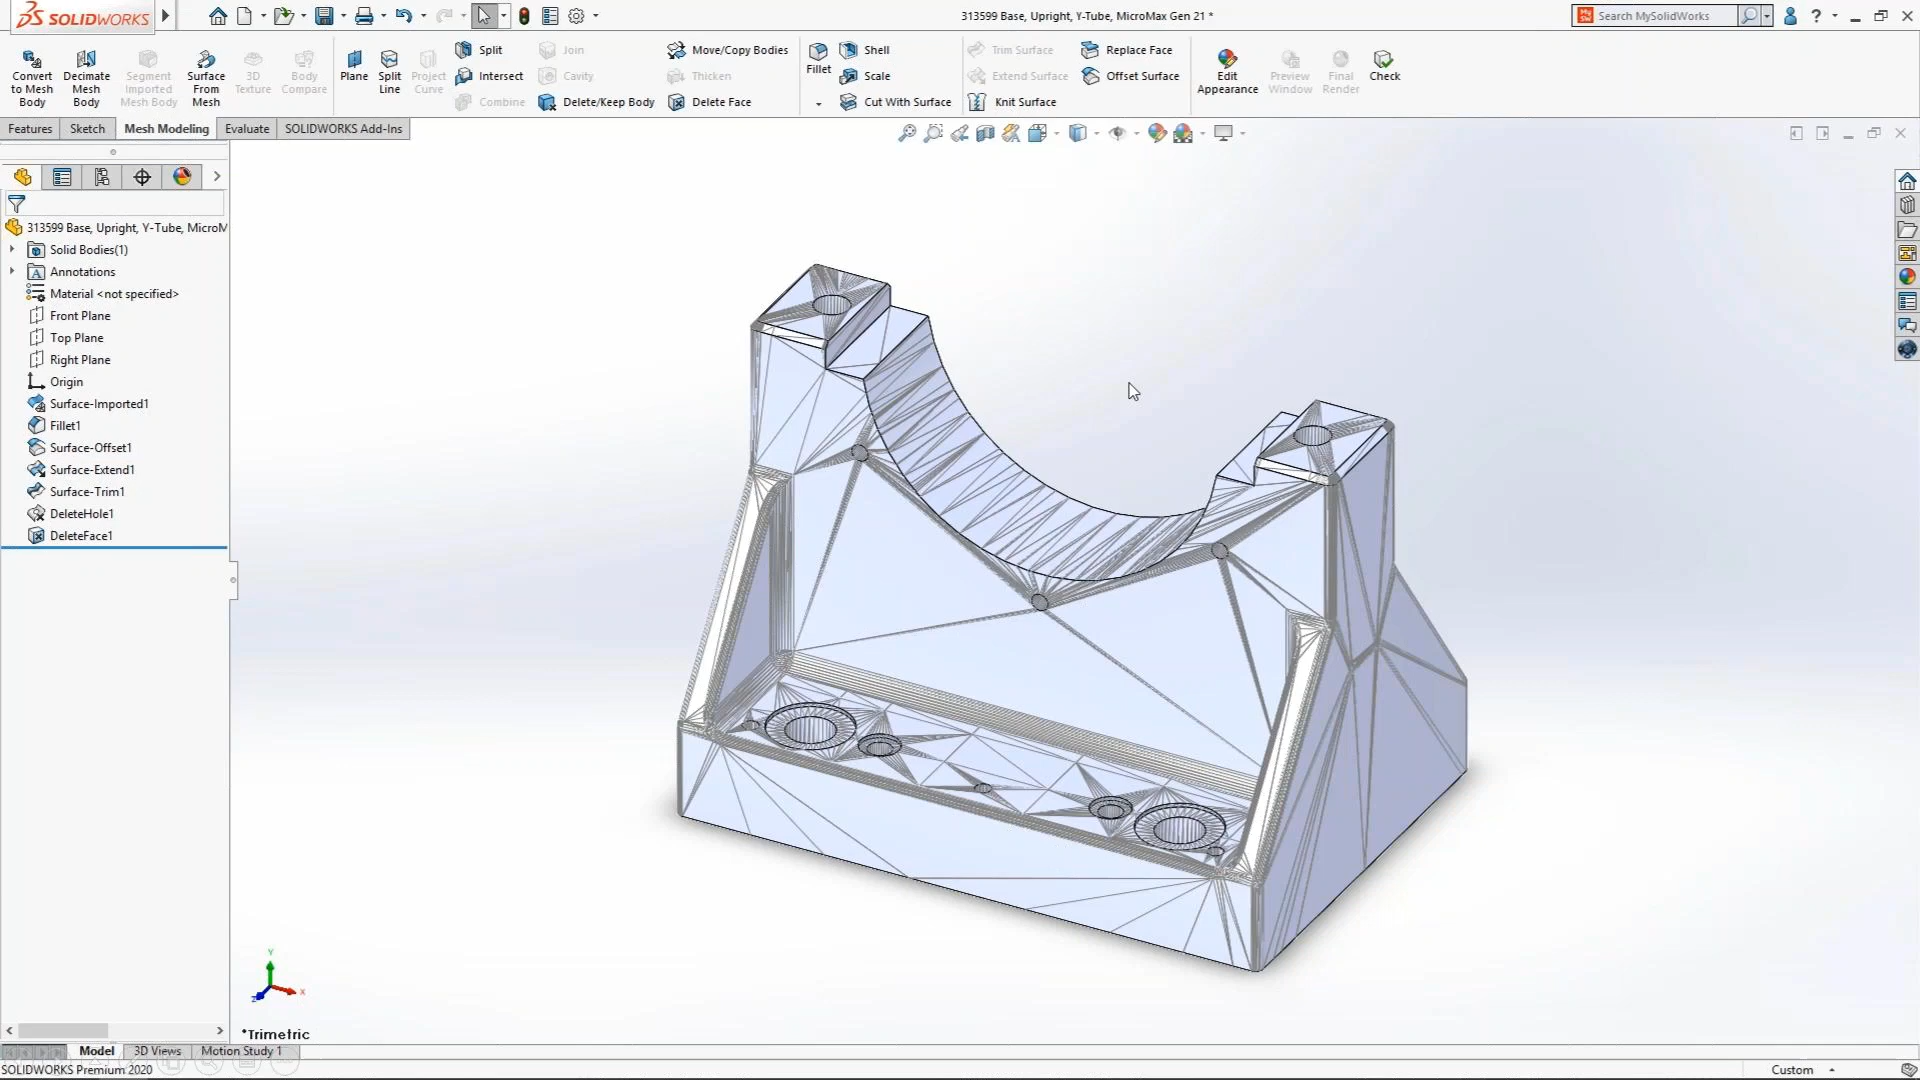 SOLIDWORKS
313599 Base, Upright, Y-Tube, MicroMax Gen 21 *
Search MySolidWorks
Convert to Mesh Body
Decimate Mesh Body
Segment Imported Mesh Body
Surface From Mesh
3D Texture
Body Compare
Plane
Split Line
Project Curve
Split
Intersect
Combine
Join
Cavity
Delete/Keep Body
Move/Copy Bodies
Thicken
Delete Face
Fillet
Shell
Scale
Cut With Surface
Trim Surface
Extend Surface
Knit Surface
Replace Face
Offset Surface
Edit Appearance
Preview Window
Final Render
Check
Features
Sketch
Mesh Modeling
Evaluate
SOLIDWORKS Add-Ins
313599 Base, Upright, Y-Tube, MicroM
Solid Bodies(1)
Annotations
Material <not specified>
Front Plane
Top Plane
Right Plane
Origin
Surface-Imported1
Fillet1
Surface-Offset1
Surface-Extend1
Surface-Trim1
DeleteHole1
DeleteFace1
Y
X
Z
*Trimetric
Model
3D Views
Motion Study 1
SOLIDWORKS Premium 2020
Custom